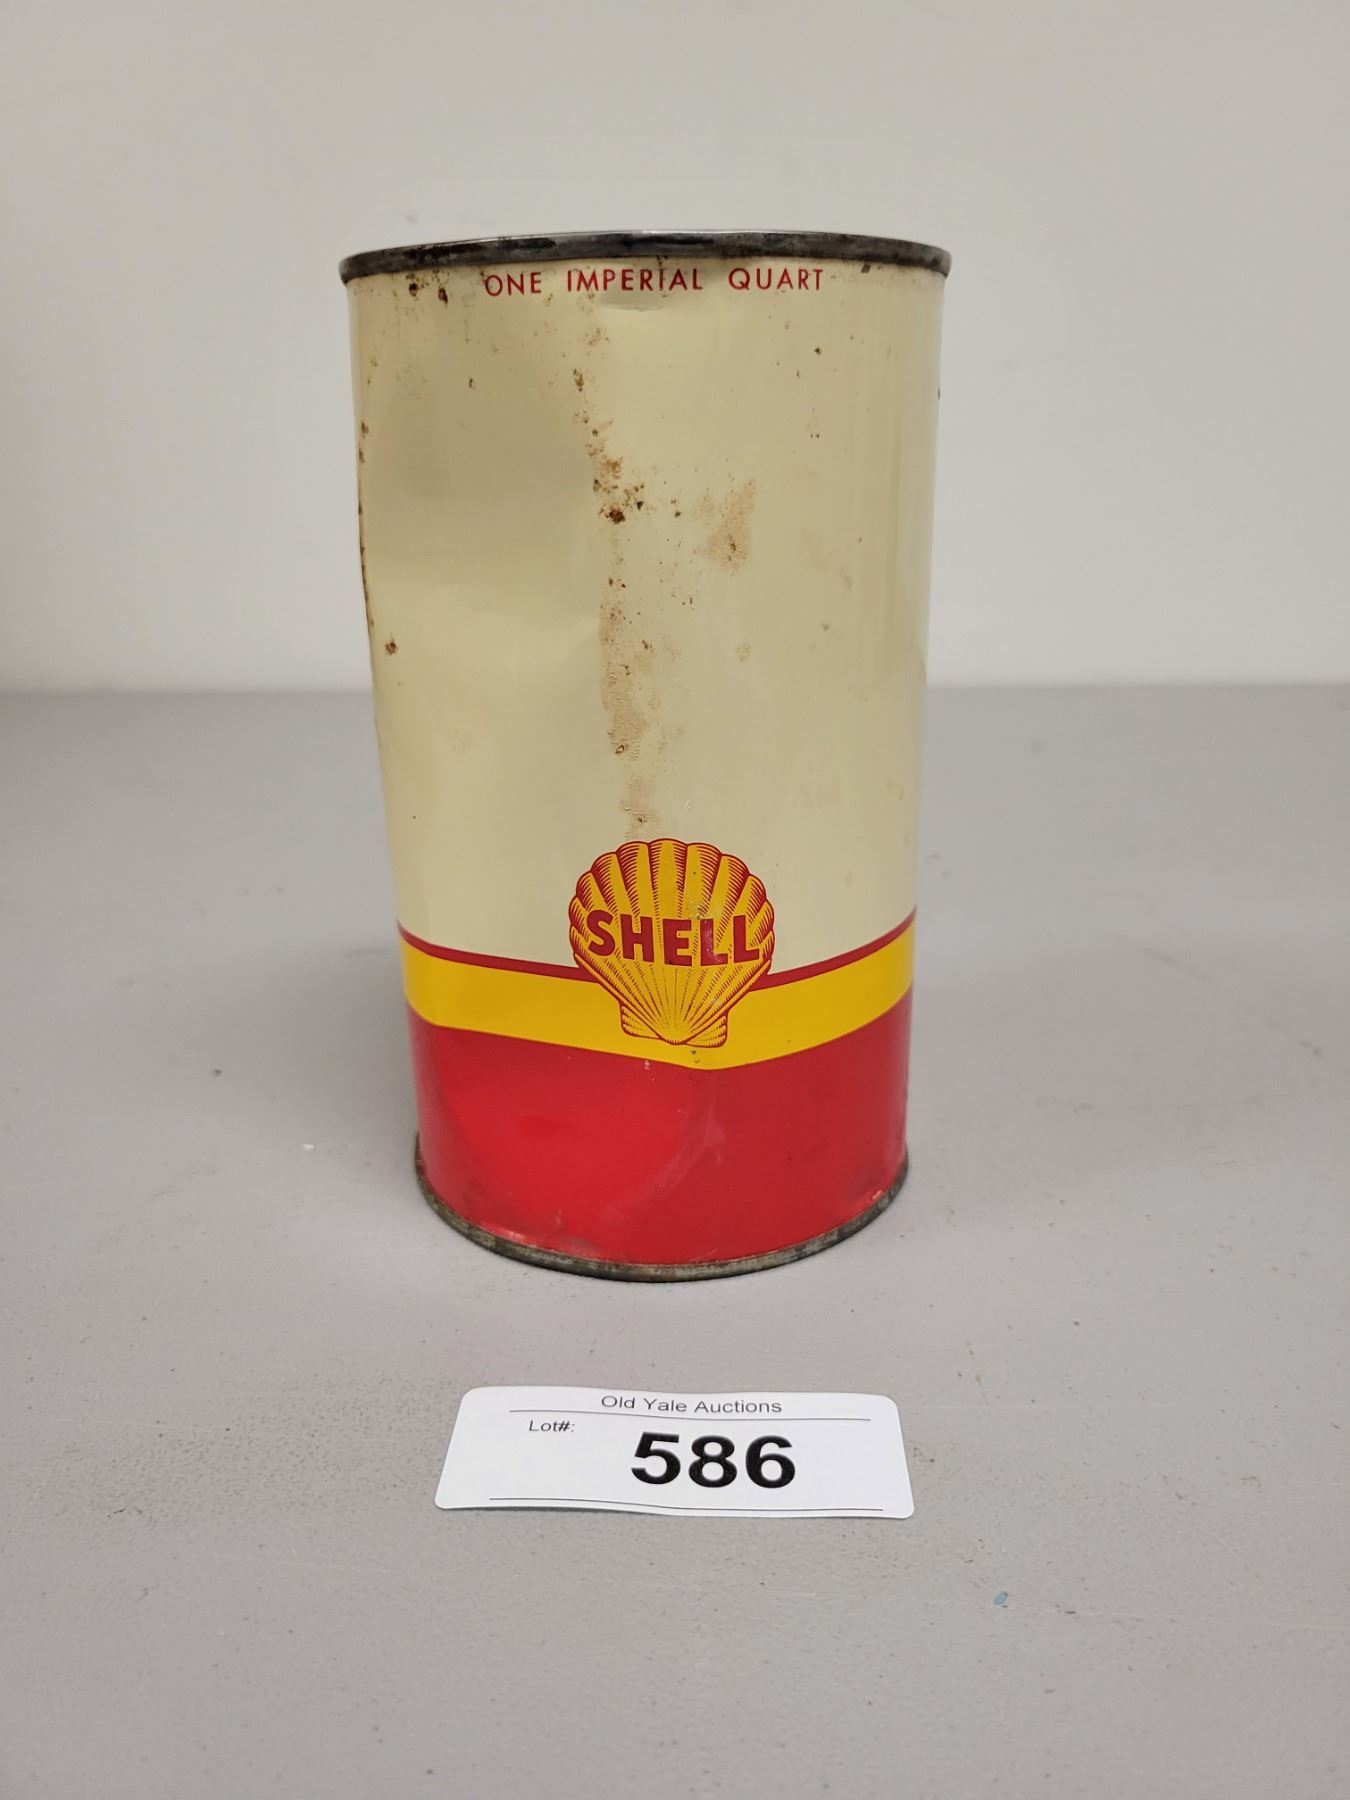 ONE IMPERIAL QUART
SHELL
Old Yale Auctions
Lot#:
586